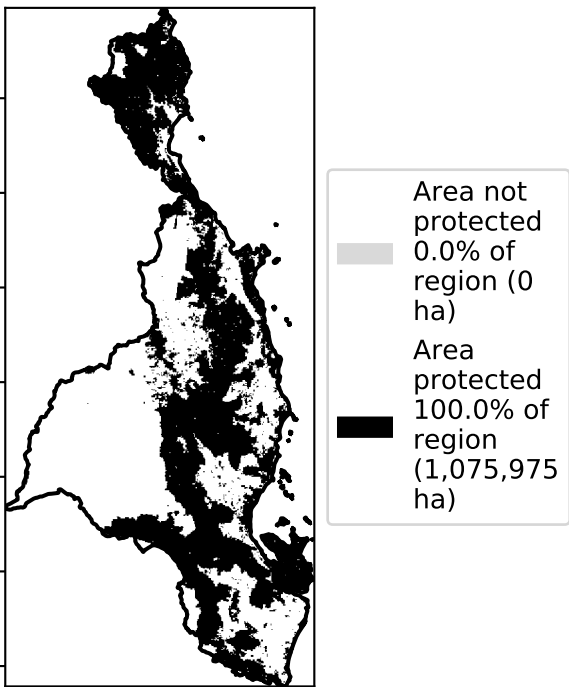 Area not
protected
0.0% of
region (0
ha)
Area
protected
100.0% of
region
(1,075,975
ha)